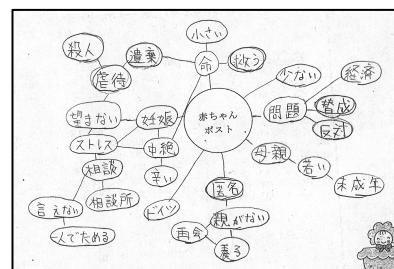 小さい
殺人
遺棄
命
救う
虐待
少ない
経済
望まない
妊娠
赤ちゃん
ポスト
問題
賛成
反対
ストレス
中絶
母親
若い
相談
辛い
未成年
匿名
相談所
言えない
ドイツ
親がいない
一人でためる
再会
養子